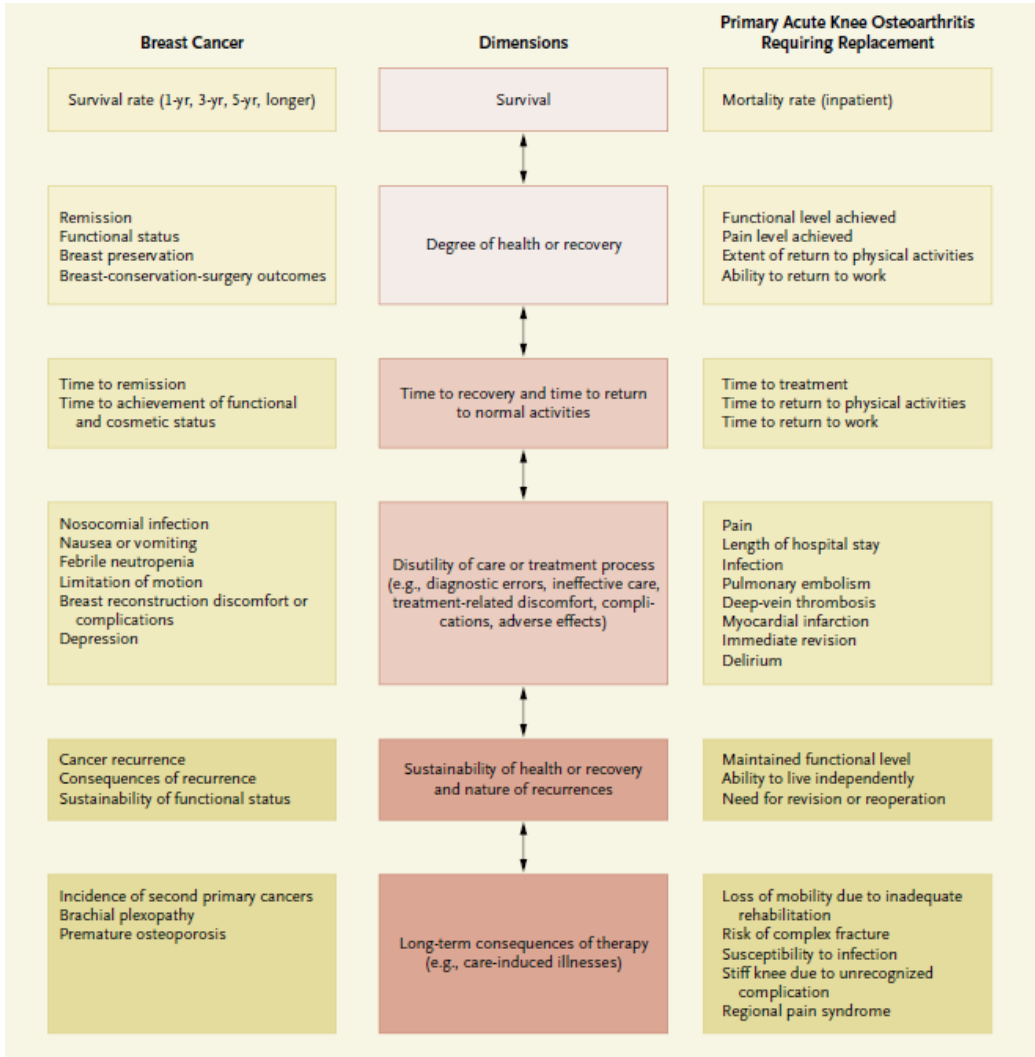 Breast Cancer
Dimensions
Primary Acute Knee Osteoarthritis
Requiring Replacement
Survival rate (1-yr, 3-yr, 5-yr, longer)
Survival
Mortality rate (inpatient)
Remission
Functional status
Breast preservation
Breast-conservation-surgery outcomes
Degree of health or recovery
Functional level achieved
Pain level achieved
Extent of return to physical activities
Ability to return to work
Time to remission
Time to achievement of functional
and cosmetic status
Time to recovery and time to return
to normal activities
Time to treatment
Time to return to physical activities
Time to return to work
Nosocomial infection
Nausea or vomiting
Febrile neutropenia
Limitation of motion
Breast reconstruction discomfort or
complications
Depression
Disutility of care or treatment process
(e.g., diagnostic errors, ineffective care,
treatment-related discomfort, compli-
cations, adverse effects)
Pain
Length of hospital stay
Infection
Pulmonary embolism
Deep-vein thrombosis
Myocardial infarction
Immediate revision
Delirium
Cancer recurrence
Consequences of recurrence
Sustainability of functional status
Sustainability of health or recovery
and nature of recurrences
Maintained functional level
Ability to live independently
Need for revision or reoperation
Incidence of second primary cancers
Brachial plexopathy
Premature osteoporosis
Long-term consequences of therapy
(e.g., care-induced illnesses)
Loss of mobility due to inadequate
rehabilitation
Risk of complex fracture
Susceptibility to infection
Stiff knee due to unrecognized
complication
Regional pain syndrome